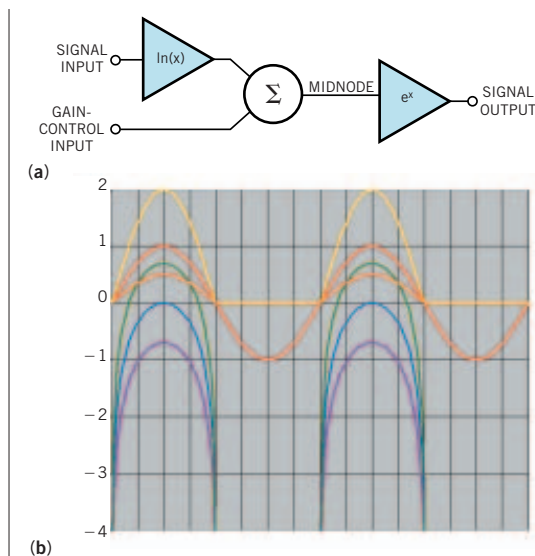 SIGNAL
INPUT
ln(x)
Σ
MIDNODE
e^x
SIGNAL
OUTPUT
GAIN-
CONTROL
INPUT
(a)
2
1
0
−1
−2
−3
−4
(b)